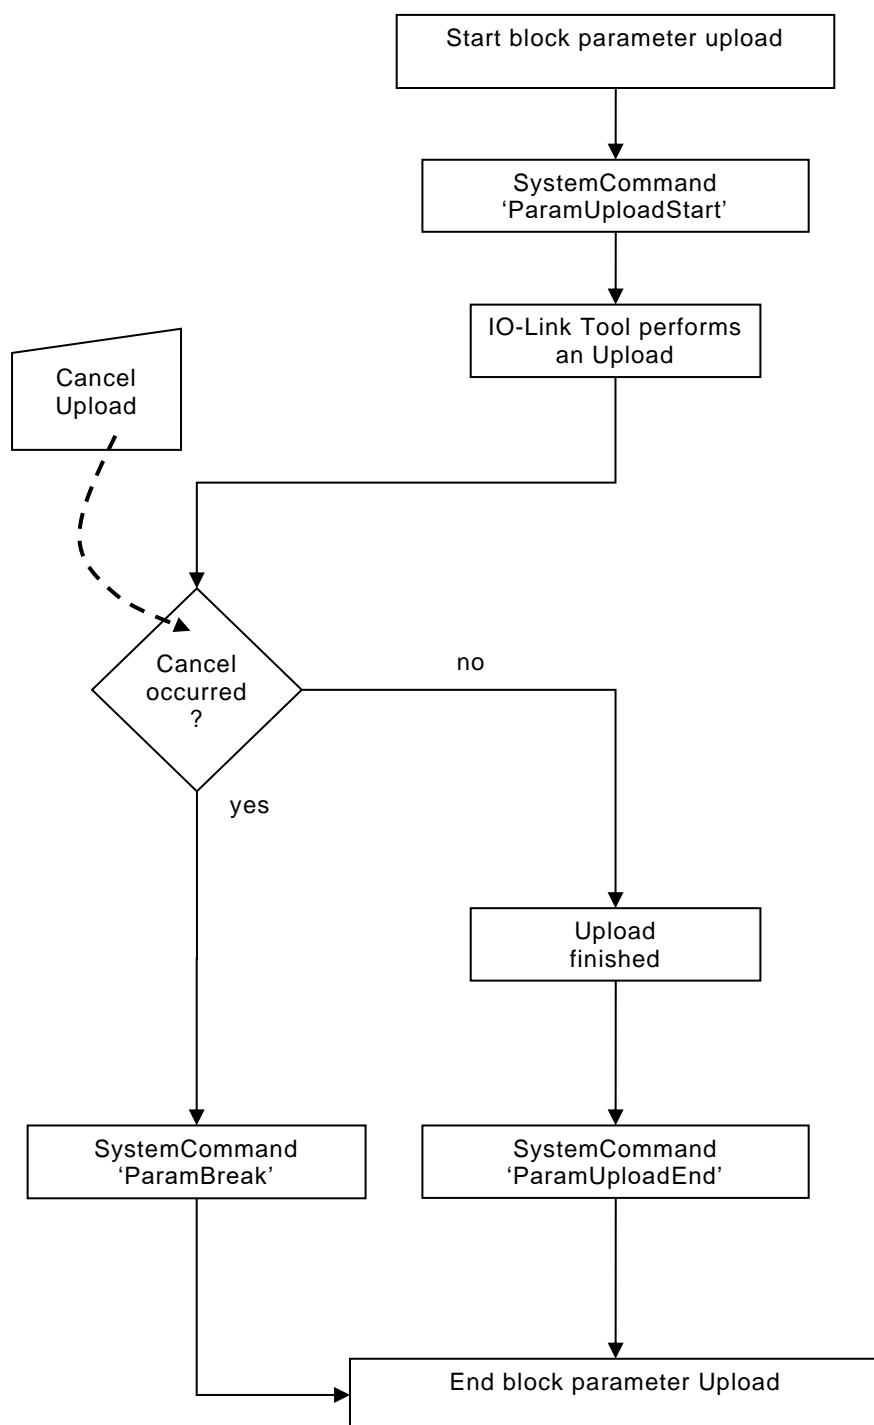 Start block parameter upload
SystemCommand
‘ParamUploadStart’
IO-Link Tool performs
an Upload
Cancel
Upload
Cancel
occurred
?
no
yes
Upload
finished
SystemCommand
‘ParamBreak’
SystemCommand
‘ParamUploadEnd’
End block parameter Upload